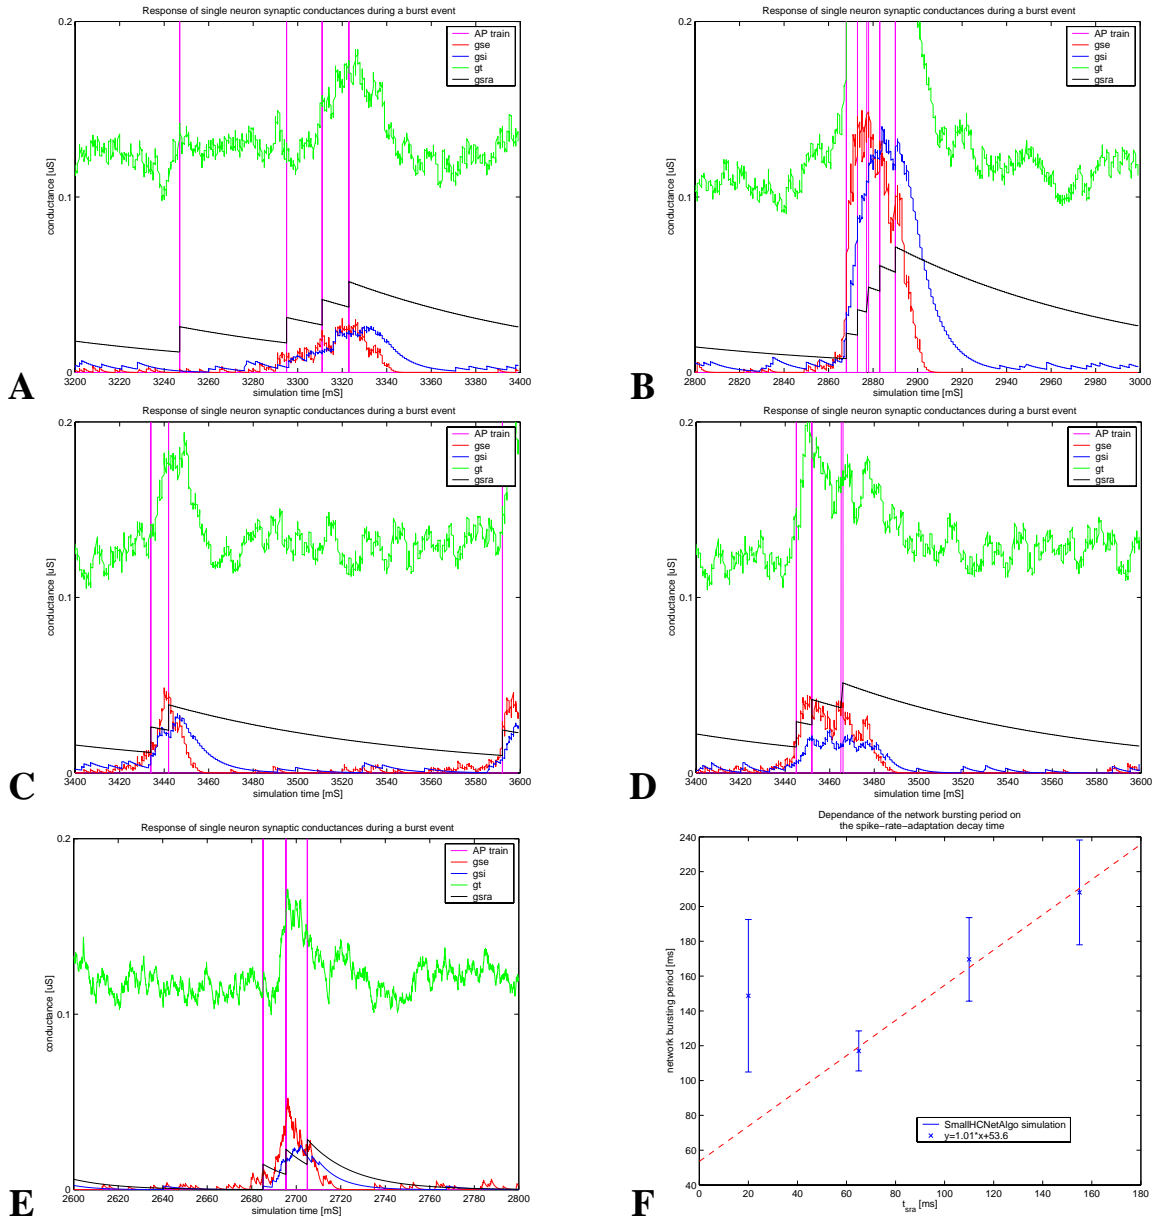 Response of single neuron synaptic conductances during a burst event
AP train
gse
gsi
gt
gsra
0.2
0.1
0
conductance [uS]
3200 3220 3240 3260 3280 3300 3320 3340 3360 3380 3400
simulation time [mS]
A
Response of single neuron synaptic conductances during a burst event
AP train
gse
gsi
gt
gsra
0.2
0.1
0
conductance [uS]
2800 2820 2840 2860 2880 2900 2920 2940 2960 2980 3000
simulation time [mS]
B
Response of single neuron synaptic conductances during a burst event
AP train
gse
gsi
gt
gsra
0.2
0.1
0
conductance [uS]
3400 3420 3440 3460 3480 3500 3520 3540 3560 3580 3600
simulation time [mS]
C
Response of single neuron synaptic conductances during a burst event
AP train
gse
gsi
gt
gsra
0.2
0.1
0
conductance [uS]
3400 3420 3440 3460 3480 3500 3520 3540 3560 3580 3600
simulation time [mS]
D
Response of single neuron synaptic conductances during a burst event
AP train
gse
gsi
gt
gsra
0.2
0.1
0
conductance [uS]
2600 2620 2640 2660 2680 2700 2720 2740 2760 2780 2800
simulation time [mS]
E
Dependance of the network bursting period on
the spike−rate−adaptation decay time
240
220
200
180
160
140
120
100
80
60
40
network bursting period [ms]
SmallHCNetAlgo simulation
y=1.01*x+53.6
0 20 40 60 80 100 120 140 160 180
t_sra [ms]
F